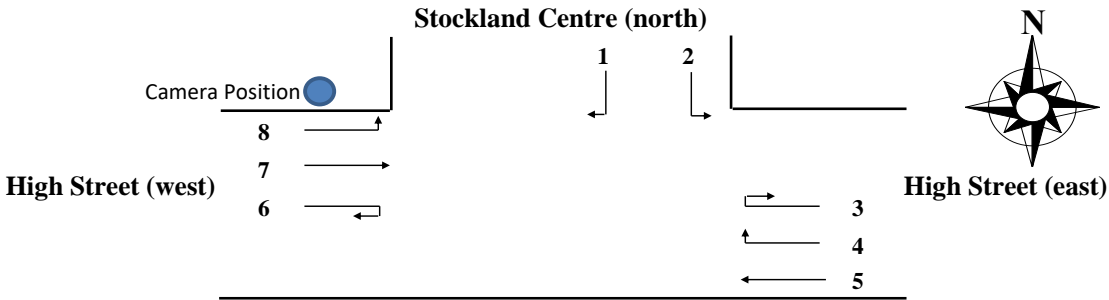 Stockland Centre (north)
N
1 2
Camera Position
8
7
High Street (west)
High Street (east)
6
3
4
5